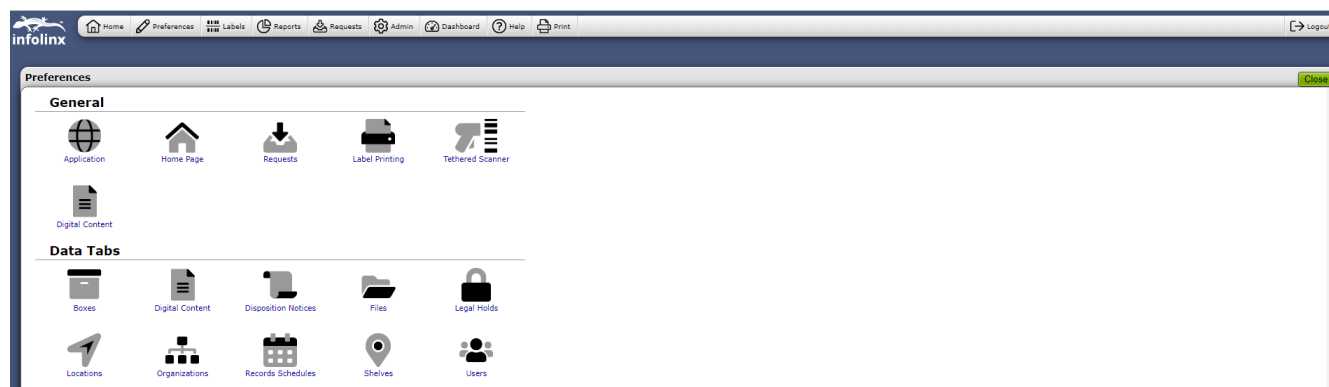 infolinx
Home Preferences Labels Reports Requests Admin Dashboard Help Print Logout
Preferences Close
General
Application Home Page Requests Label Printing Tethered Scanner
Digital Content
Data Tabs
Boxes Digital Content Disposition Notices Files Legal Holds
Locations Organizations Records Schedules Shelves Users